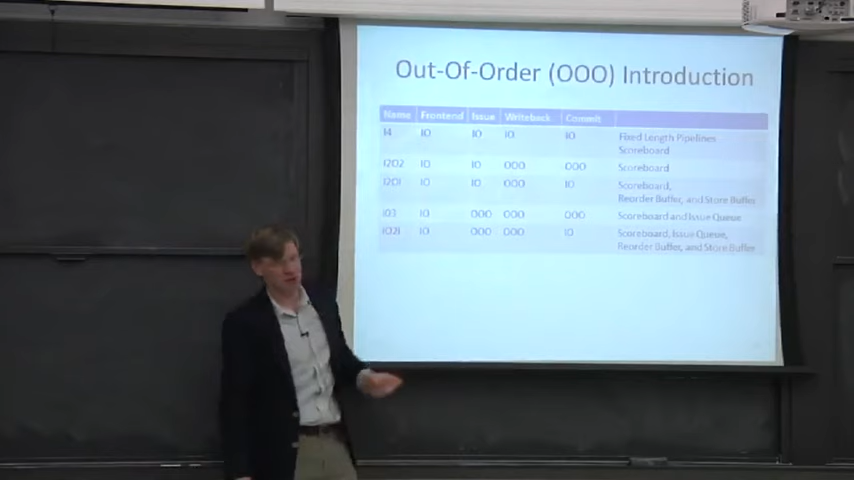 Out-Of-Order (OOO) Introduction
Name Frontend Issue Writeback Commit
I4 IO IO IO IO Fixed Length Pipelines
Scoreboard
I2O2 IO IO OOO OOO Scoreboard
I2OI IO IO OOO IO Scoreboard,
Reorder Buffer, and Store Buffer
IO3 IO OOO OOO OOO Scoreboard and Issue Queue
IO2I IO OOO OOO IO Scoreboard, Issue Queue,
Reorder Buffer, and Store Buffer